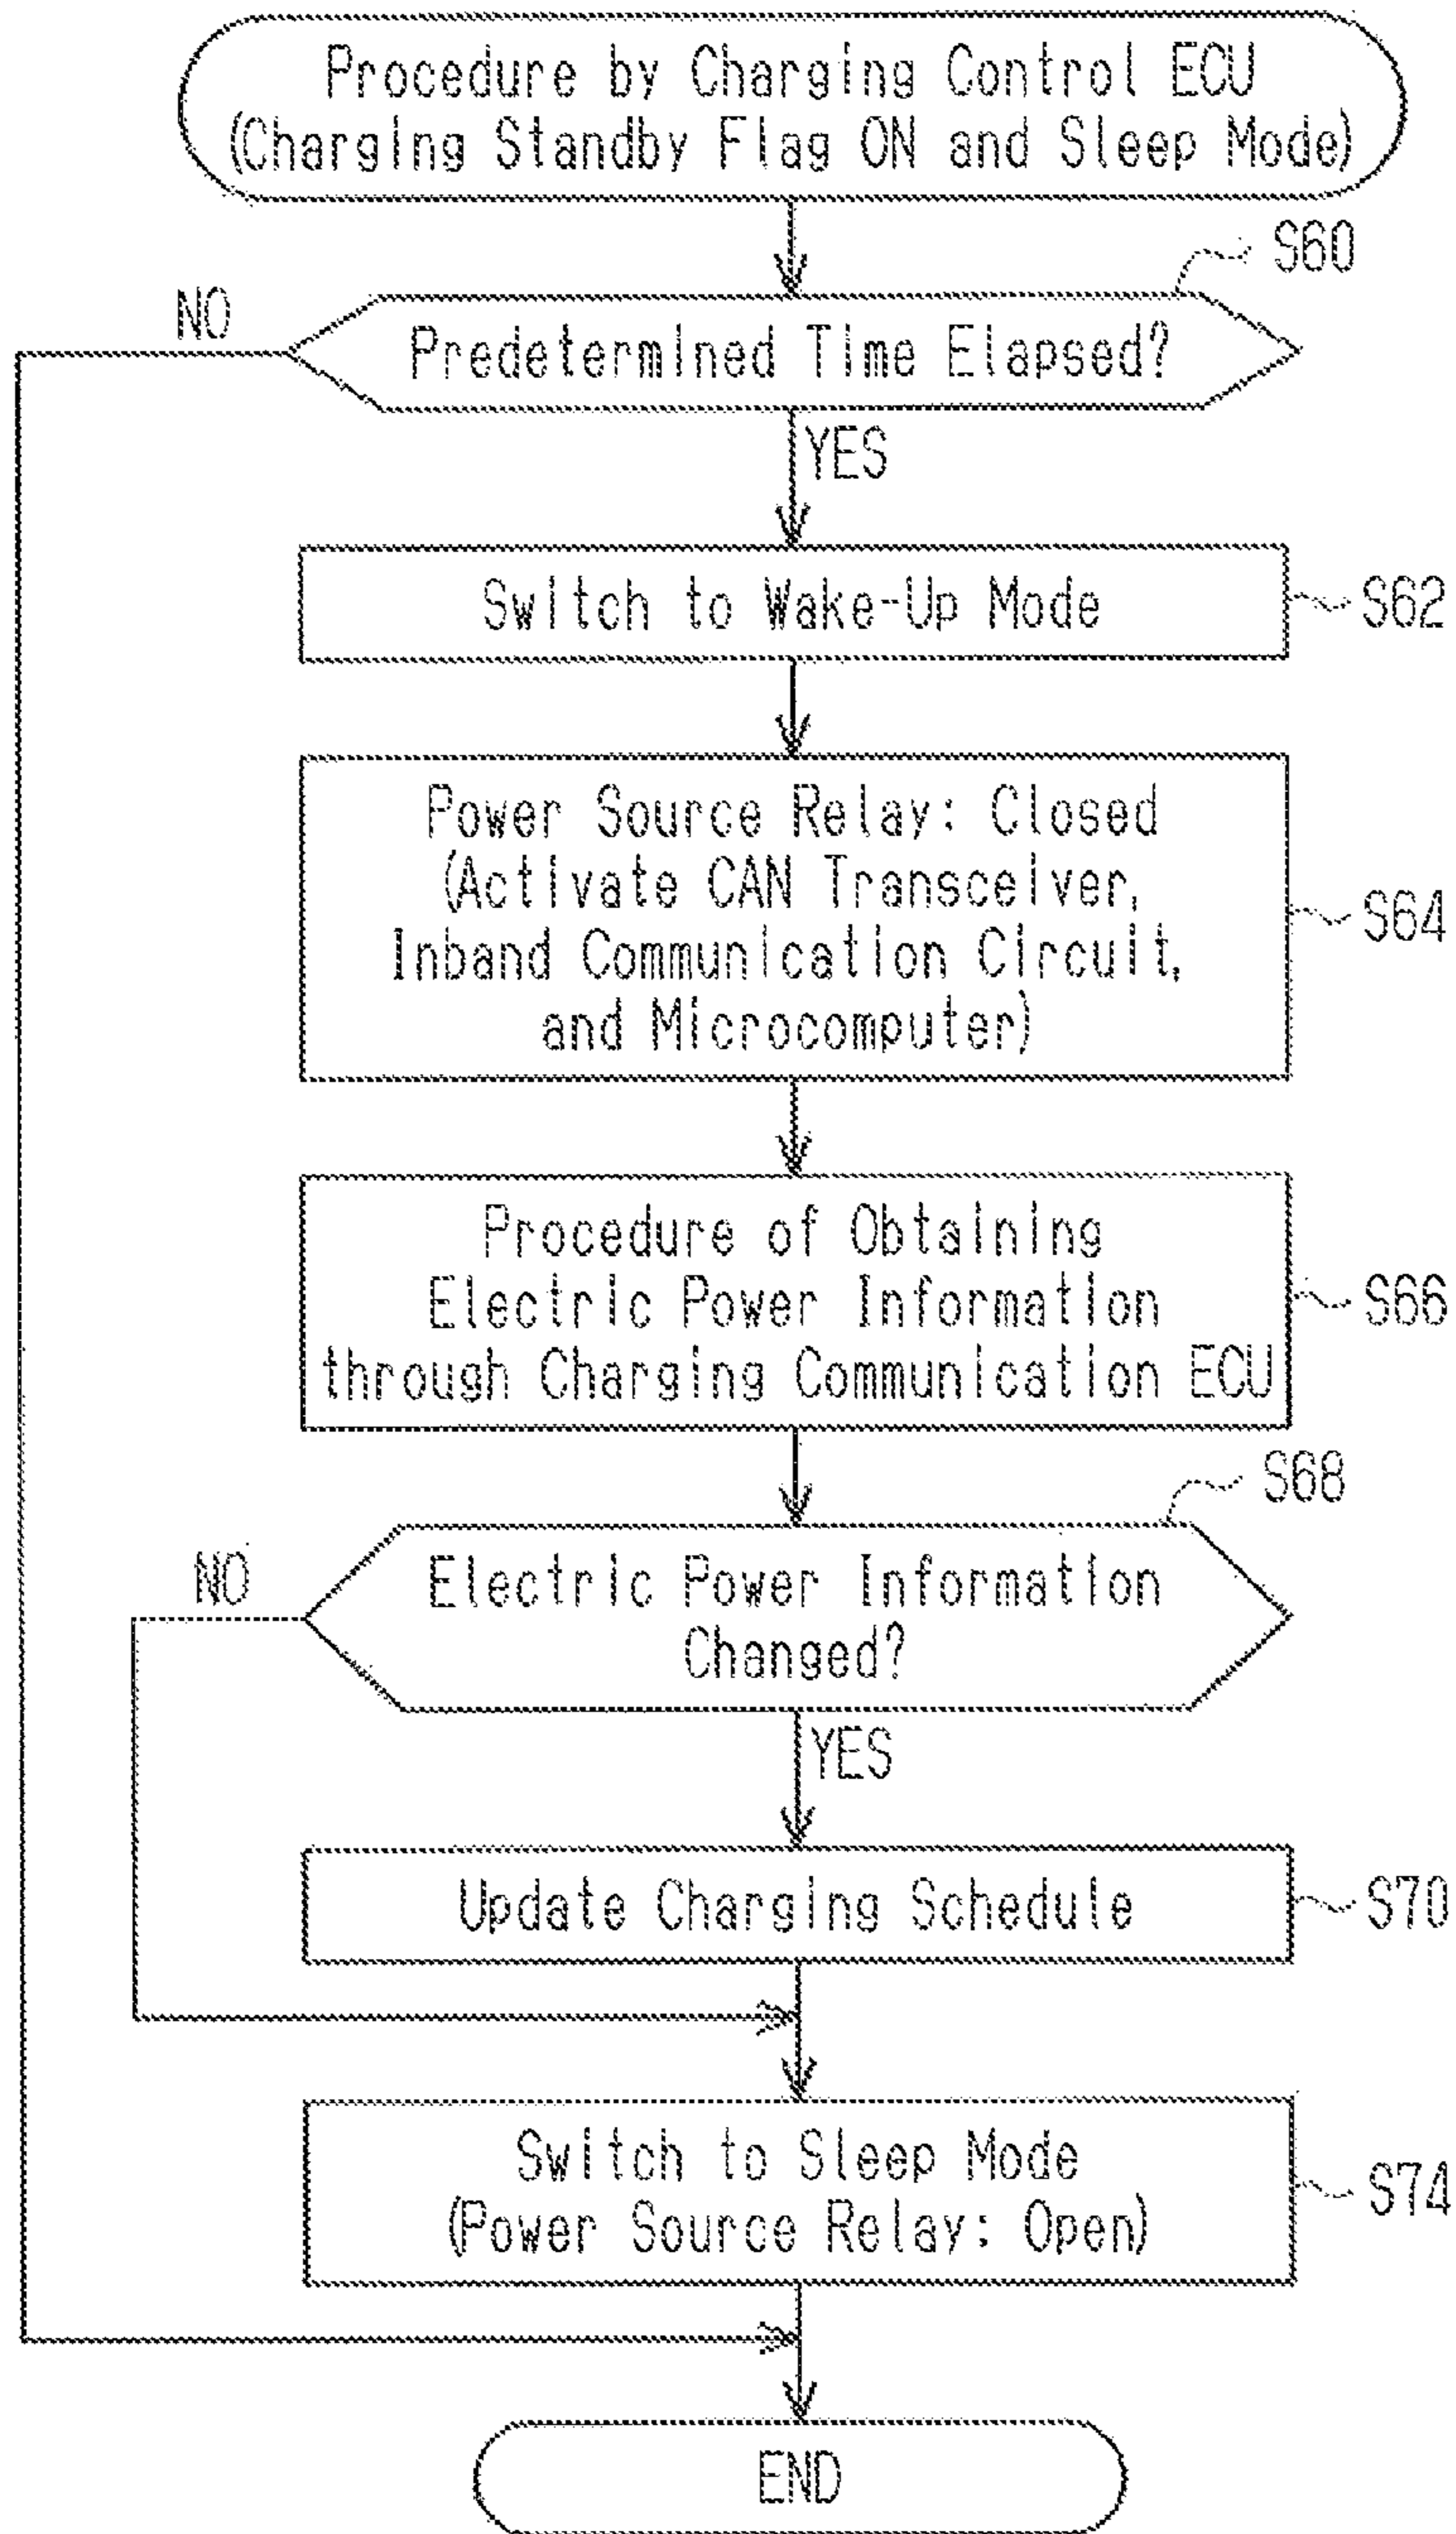 Procedure by Charging Control ECU
(Charging Standby Flag ON and Sleep Mode)
S60
NO
Predetermined Time Elapsed?
YES
Switch to Wake-Up Mode
S62
Power Source Relay: Closed
(Activate CAN Transceiver,
Inband Communication Circuit,
and Microcomputer)
S64
Procedure of Obtaining
Electric Power Information
through Charging Communication ECU
S66
S68
NO
Electric Power Information
Changed?
YES
Update Charging Schedule
S70
Switch to Sleep Mode
(Power Source Relay: Open)
S74
END